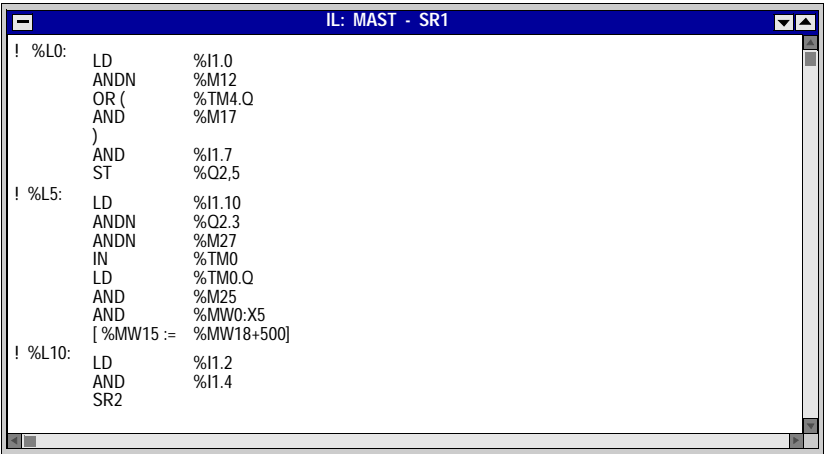 IL: MAST - SR1
! %L0:
LD %I1.0
ANDN %M12
OR ( %TM4.Q
AND %M17
)
AND %I1.7
ST %Q2,5
! %L5:
LD %I1.10
ANDN %Q2.3
ANDN %M27
IN %TM0
LD %TM0.Q
AND %M25
AND %MW0:X5
[ %MW15 := %MW18+500]
! %L10:
LD %I1.2
AND %I1.4
SR2